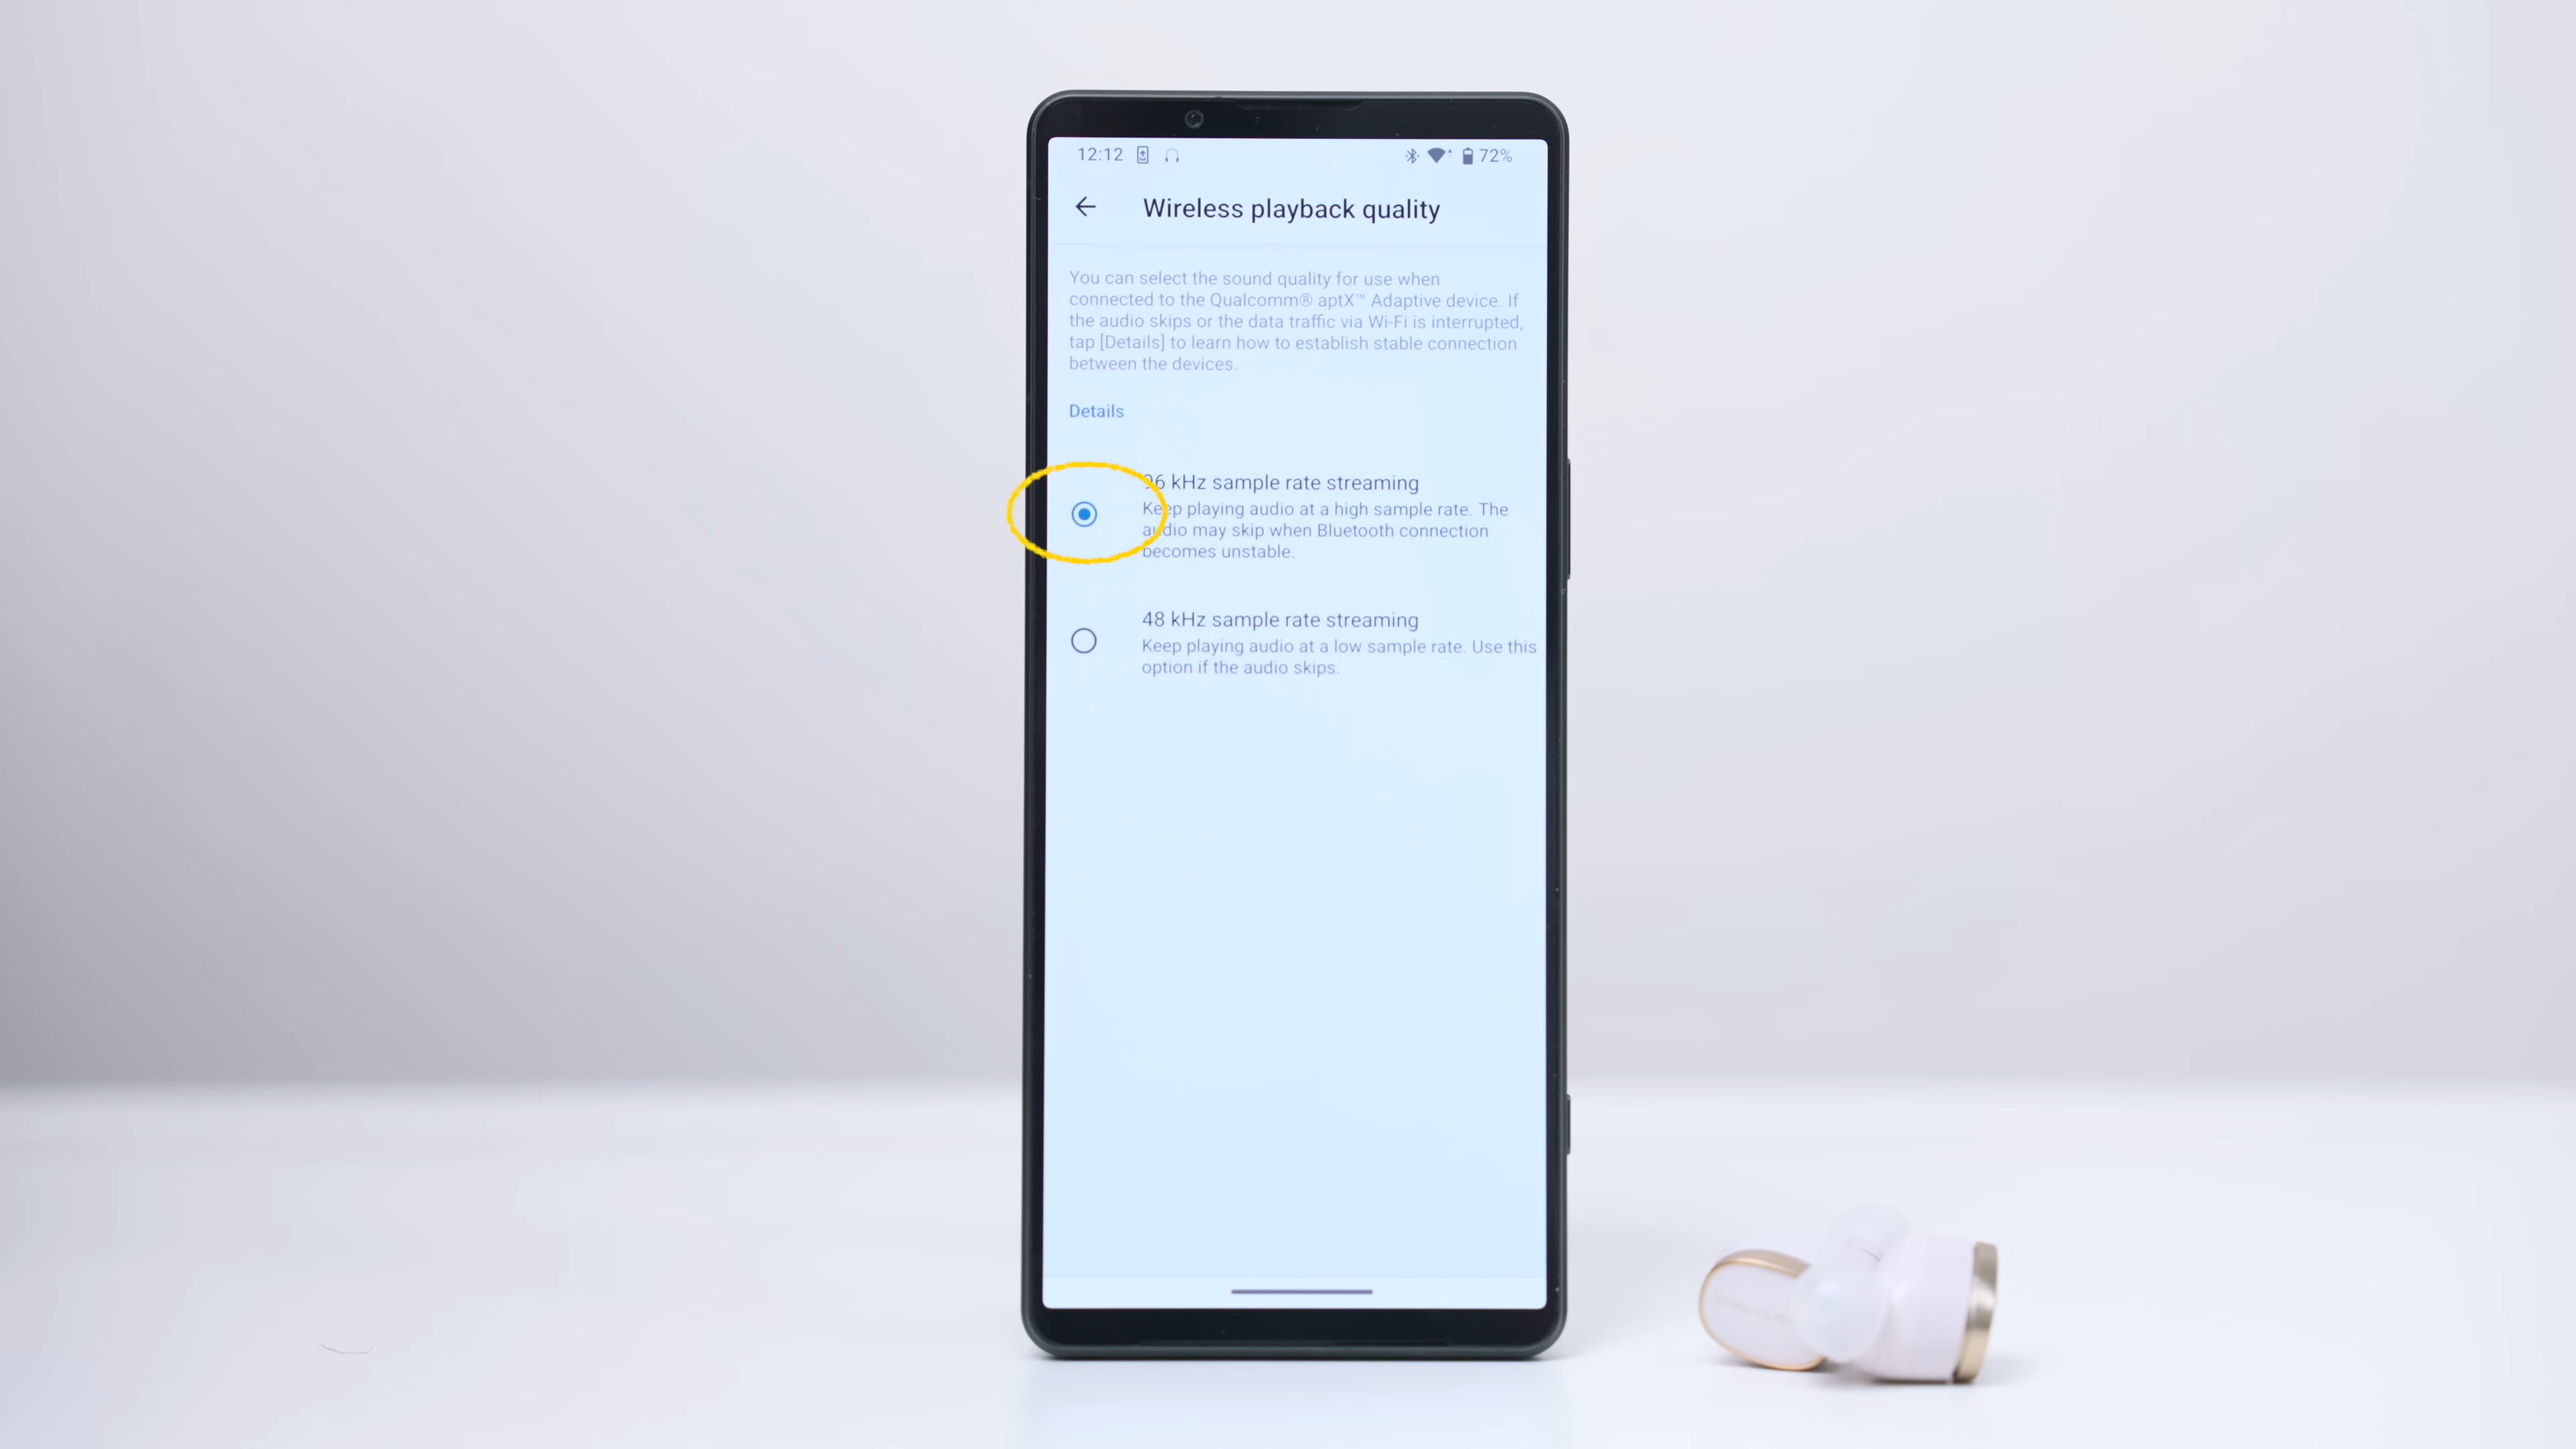 12:12
72%
Wireless playback quality
You can select the sound quality for use when
connected to the Qualcomm® aptX™ Adaptive device. If
the audio skips or the data traffic via Wi-Fi is interrupted,
tap [Details] to learn how to establish stable connection
between the devices.
Details
96 kHz sample rate streaming
Keep playing audio at a high sample rate. The
audio may skip when Bluetooth connection
becomes unstable.
48 kHz sample rate streaming
Keep playing audio at a low sample rate. Use this
option if the audio skips.